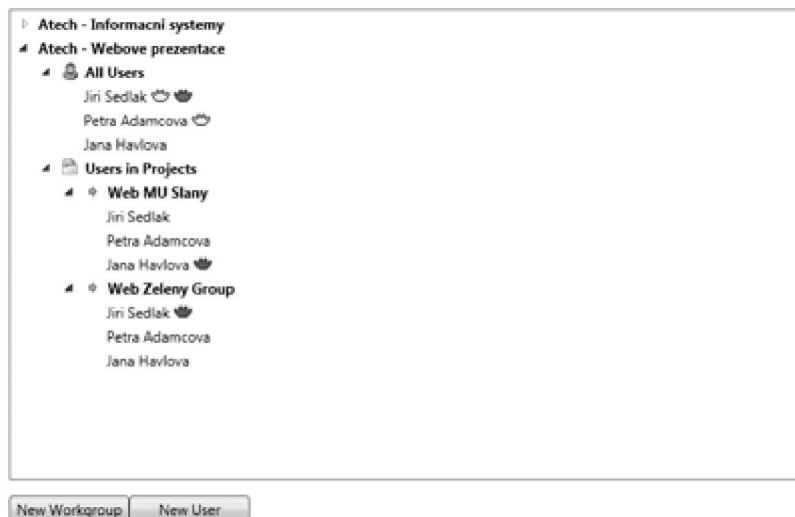 Atech - Informacni systemy
Atech - Webove prezentace
All Users
Jiri Sedlak
Petra Adamcova
Jana Havlova
Users in Projects
Web MU Slany
Jiri Sedlak
Petra Adamcova
Jana Havlova
Web Zeleny Group
Jiri Sedlak
Petra Adamcova
Jana Havlova
New Workgroup New User